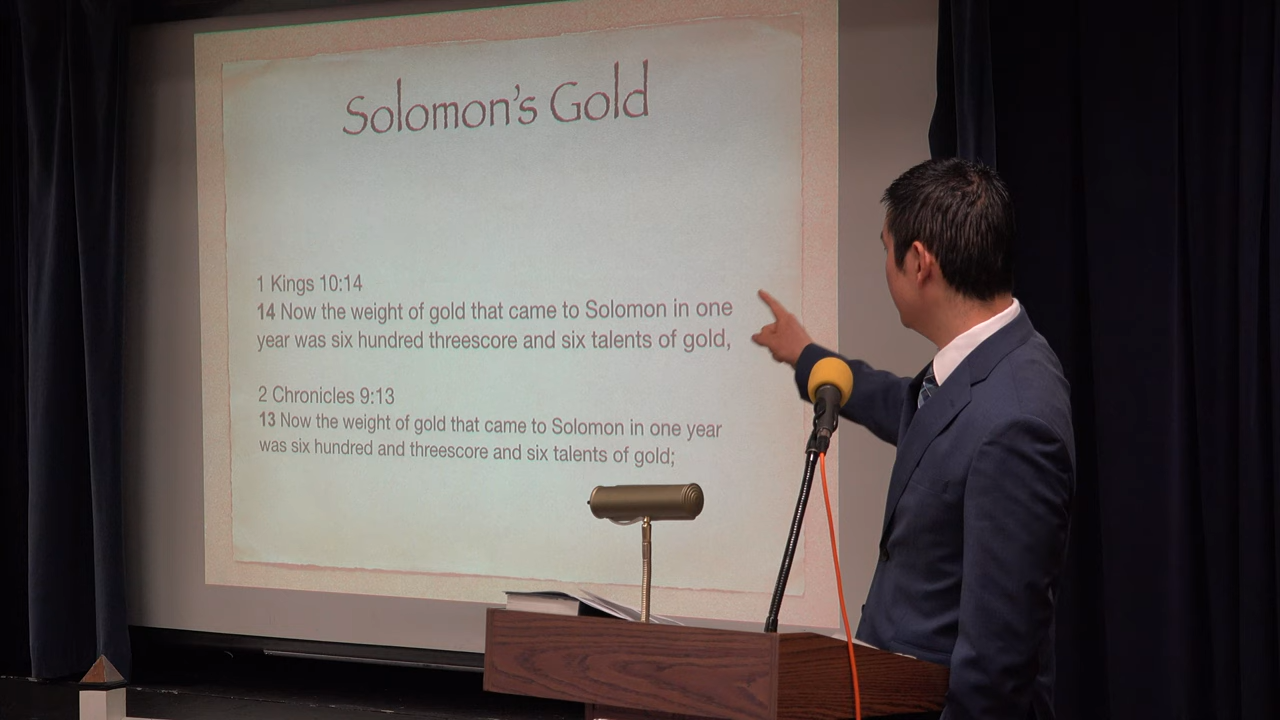 Solomon's Gold
1 Kings 10:14
14 Now the weight of gold that came to Solomon in one
year was six hundred threescore and six talents of gold,
2 Chronicles 9:13
13 Now the weight of gold that came to Solomon in one year
was six hundred and threescore and six talents of gold;